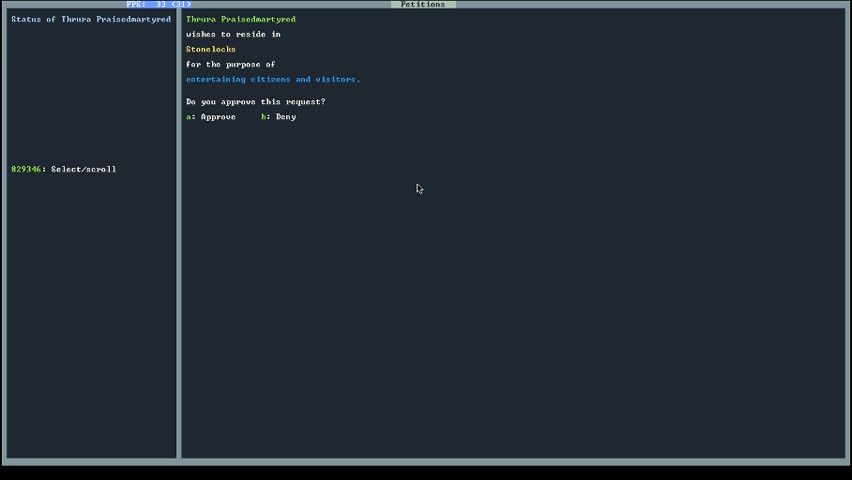 FPS: 33 (31)
Petitions
Status of Thrura Praisedmartyred
Thrura Praisedmartyred
wishes to reside in
Stonelocks
for the purpose of
entertaining citizens and visitors.
Do you approve this request?
a: Approve h: Deny
829346: Select/scroll